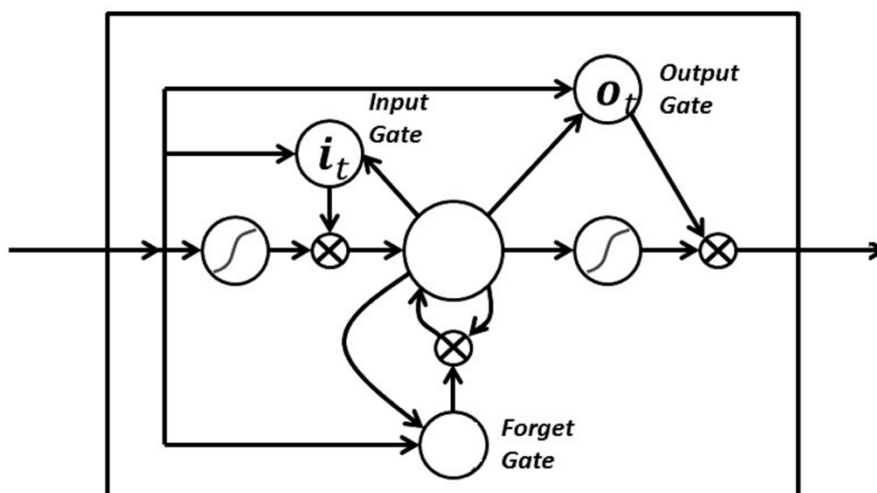 Output
Gate
o_t
Input
Gate
i_t
Forget
Gate